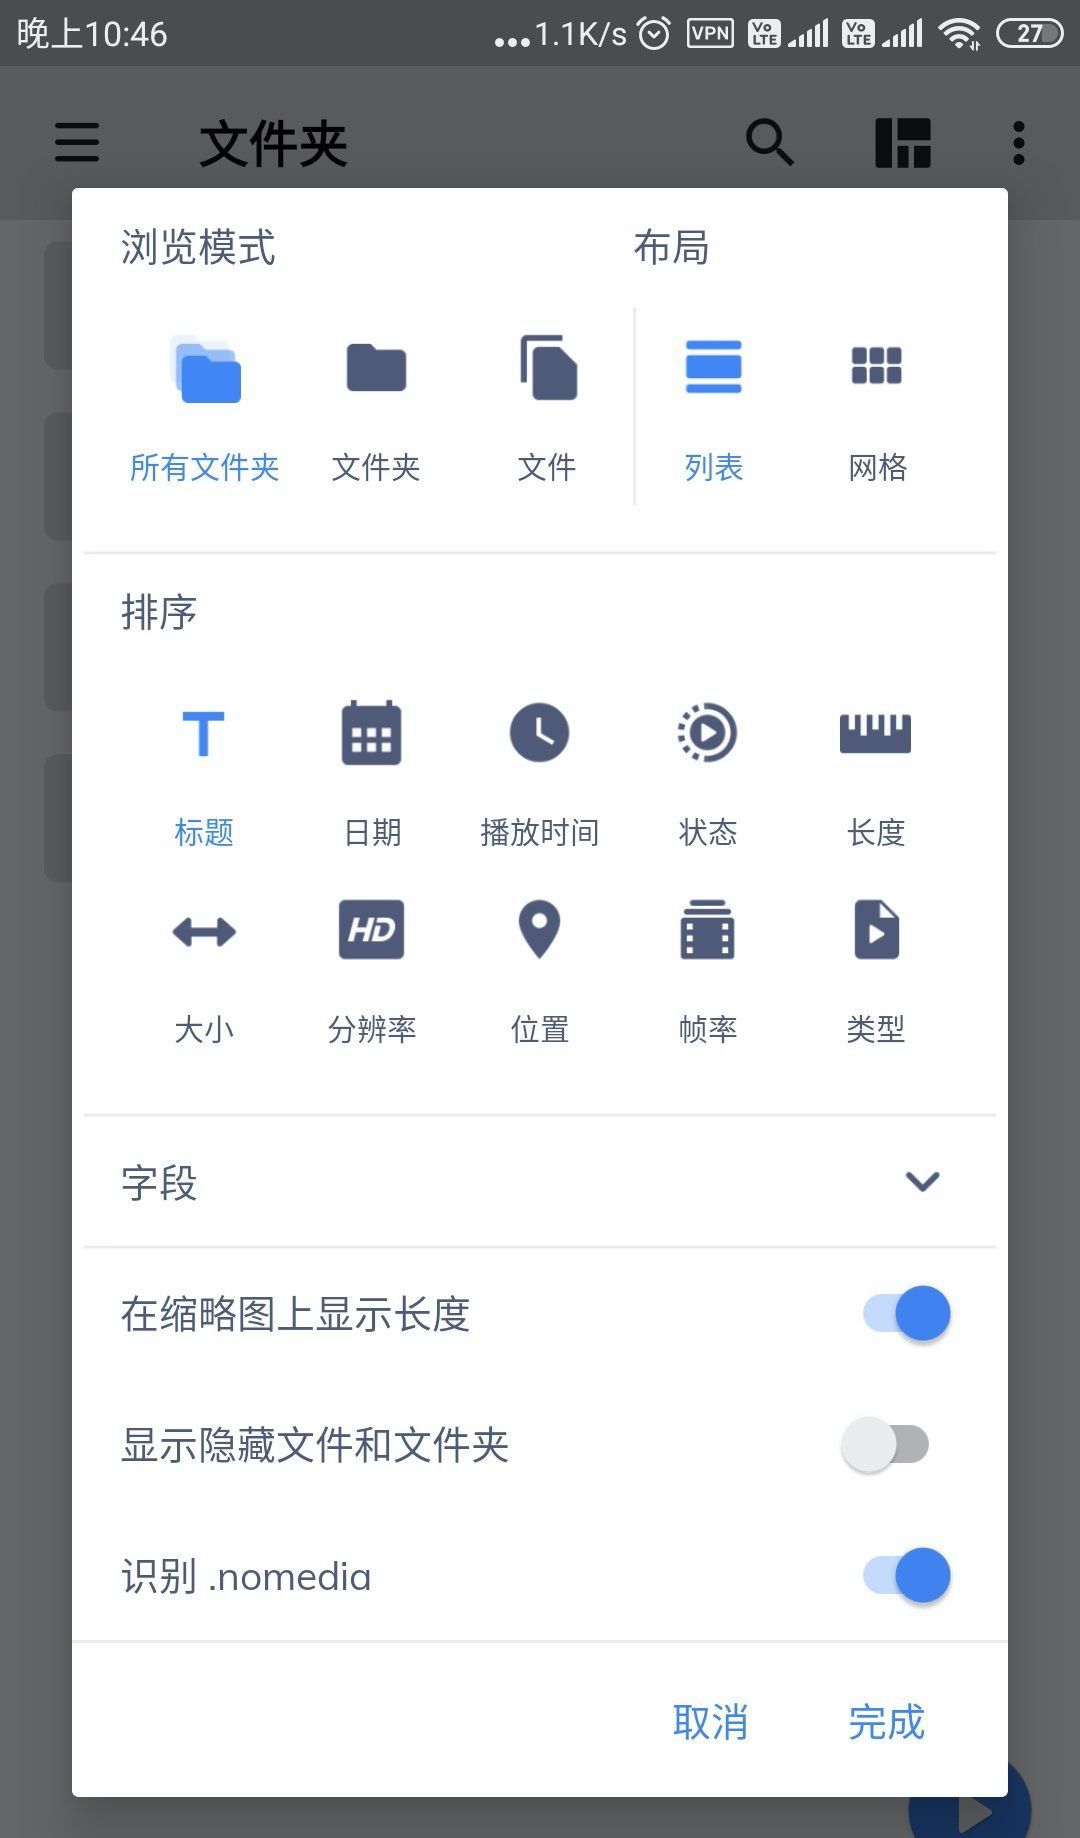 晚上10:46 ...1.1K/s VPN Vo LTE Vo LTE 27
文件夹
浏览模式 布局
所有文件夹 文件夹 文件 列表 网格
排序
T
标题 日期 播放时间 状态 长度
HD
大小 分辨率 位置 帧率 类型
字段
在缩略图上显示长度
显示隐藏文件和文件夹
识别 .nomedia
取消 完成